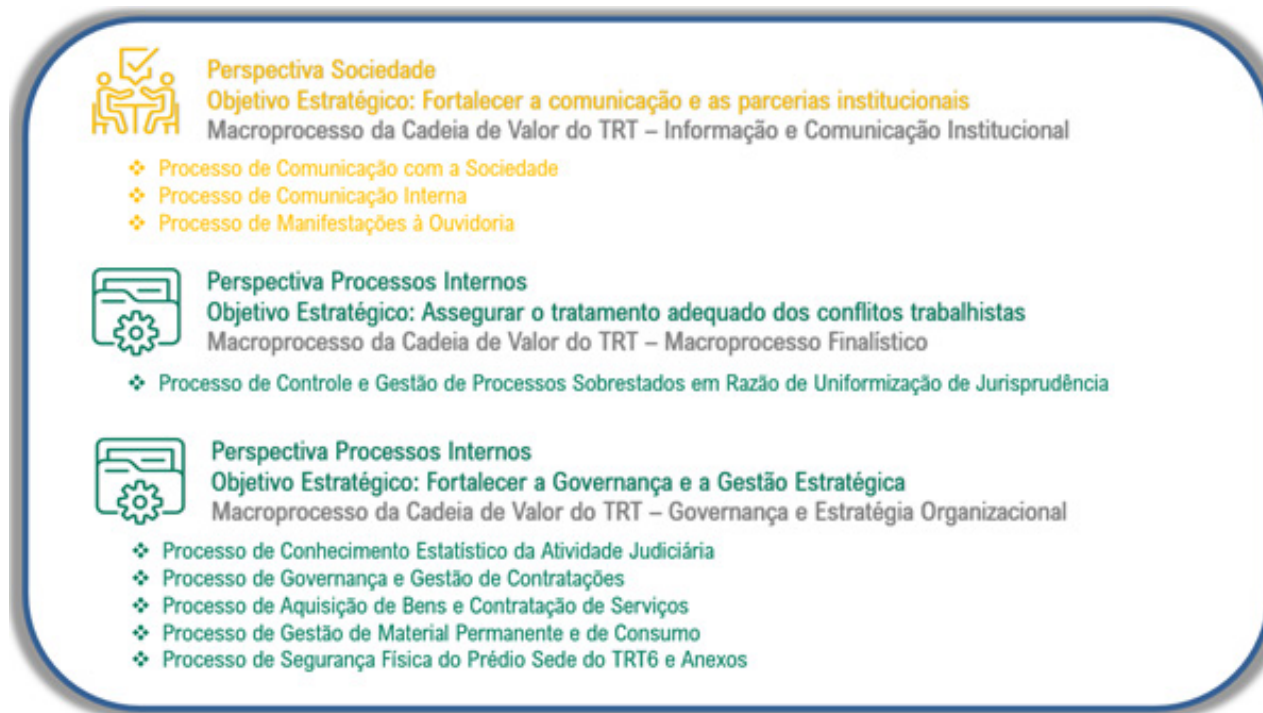 Perspectiva Sociedade
Objetivo Estratégico: Fortalecer a comunicação e as parcerias institucionais
Macroprocesso da Cadeia de Valor do TRT – Informação e Comunicação Institucional
❖ Processo de Comunicação com a Sociedade
❖ Processo de Comunicação Interna
❖ Processo de Manifestações à Ouvidoria
Perspectiva Processos Internos
Objetivo Estratégico: Assegurar o tratamento adequado dos conflitos trabalhistas
Macroprocesso da Cadeia de Valor do TRT – Macroprocesso Finalístico
❖ Processo de Controle e Gestão de Processos Sobrestados em Razão de Uniformização de Jurisprudência
Perspectiva Processos Internos
Objetivo Estratégico: Fortalecer a Governança e a Gestão Estratégica
Macroprocesso da Cadeia de Valor do TRT – Governança e Estratégia Organizacional
❖ Processo de Conhecimento Estatístico da Atividade Judiciária
❖ Processo de Governança e Gestão de Contratações
❖ Processo de Aquisição de Bens e Contratação de Serviços
❖ Processo de Gestão de Material Permanente e de Consumo
❖ Processo de Segurança Física do Prédio Sede do TRT6 e Anexos